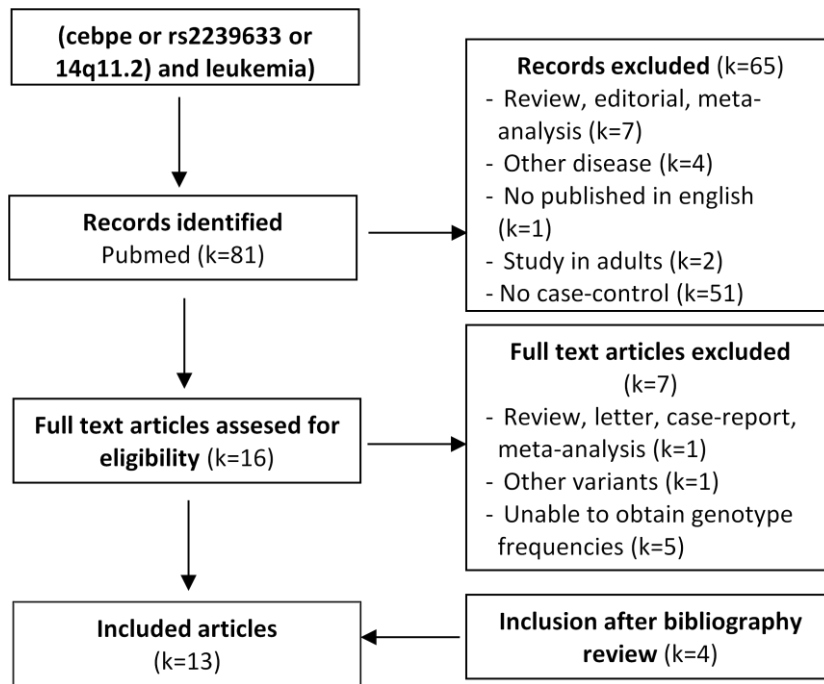 (cebpe or rs2239633 or
14q11.2) and leukemia)
Records excluded (k=65)
- Review, editorial, meta-
analysis (k=7)
- Other disease (k=4)
- No published in english
(k=1)
- Study in adults (k=2)
- No case-control (k=51)
Records identified
Pubmed (k=81)
Full text articles excluded
(k=7)
- Review, letter, case-report,
meta-analysis (k=1)
- Other variants (k=1)
- Unable to obtain genotype
frequencies (k=5)
Full text articles assesed for
eligibility (k=16)
Included articles
(k=13)
Inclusion after bibliography
review (k=4)